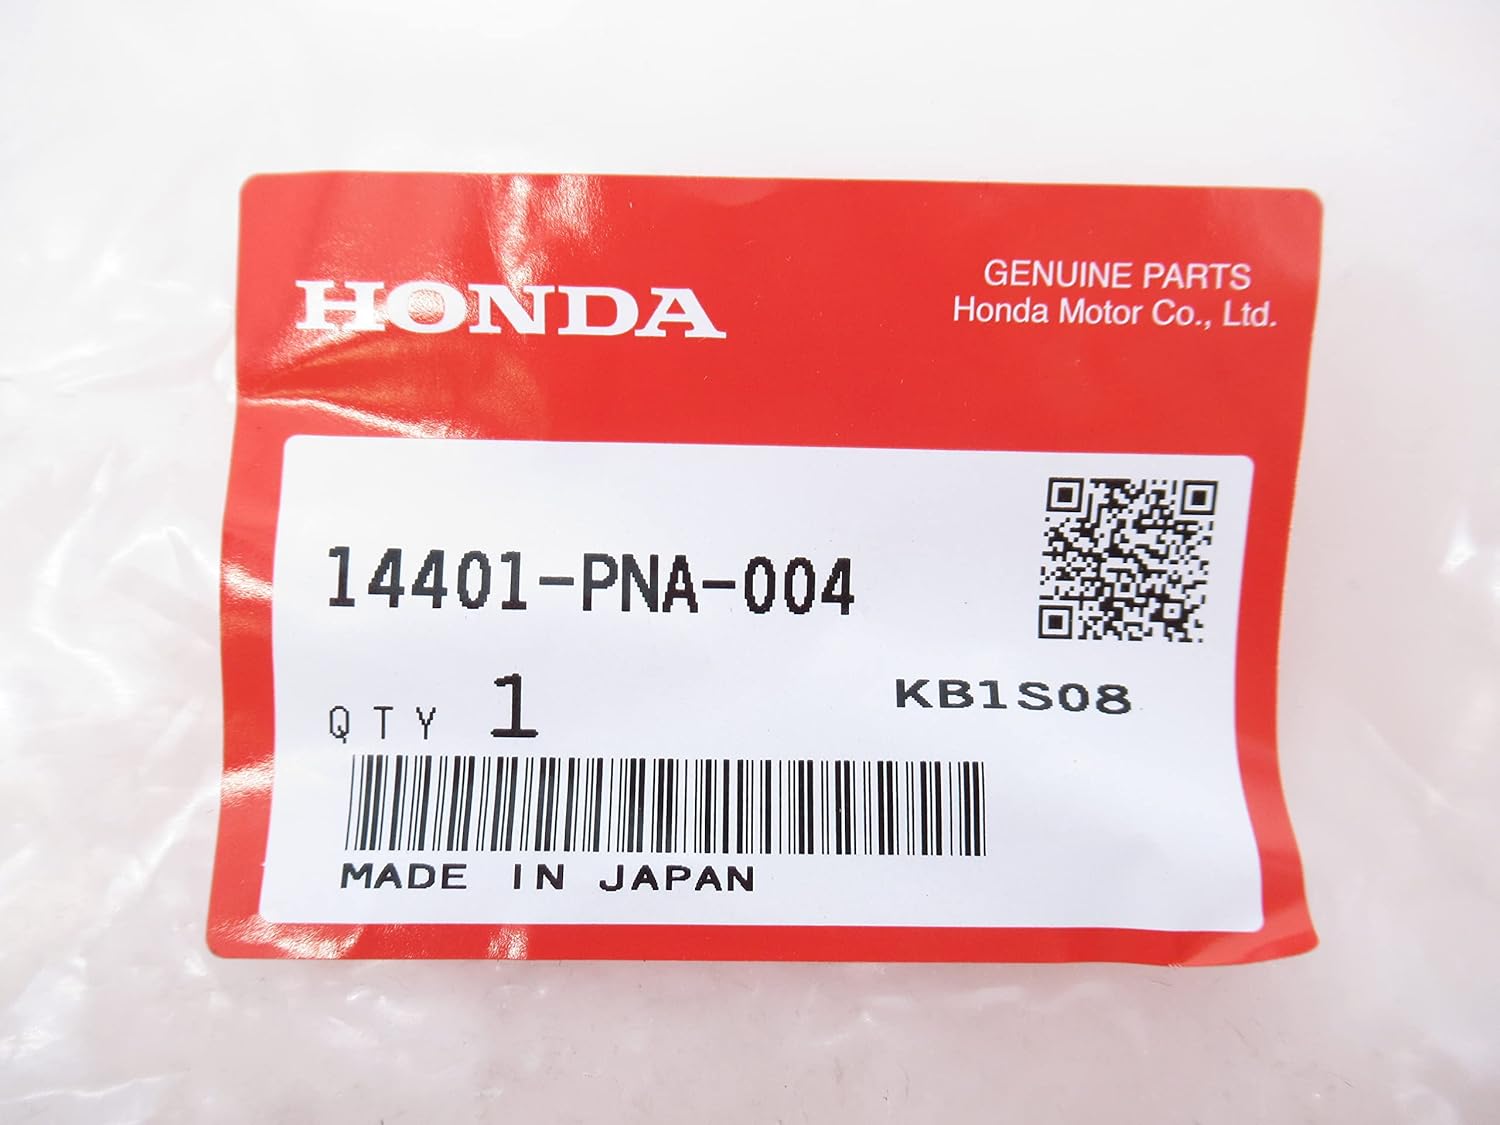 HONDA
GENUINE PARTS
Honda Motor Co., Ltd.
14401-PNA-004
QTY 1
KB1S08
MADE IN JAPAN